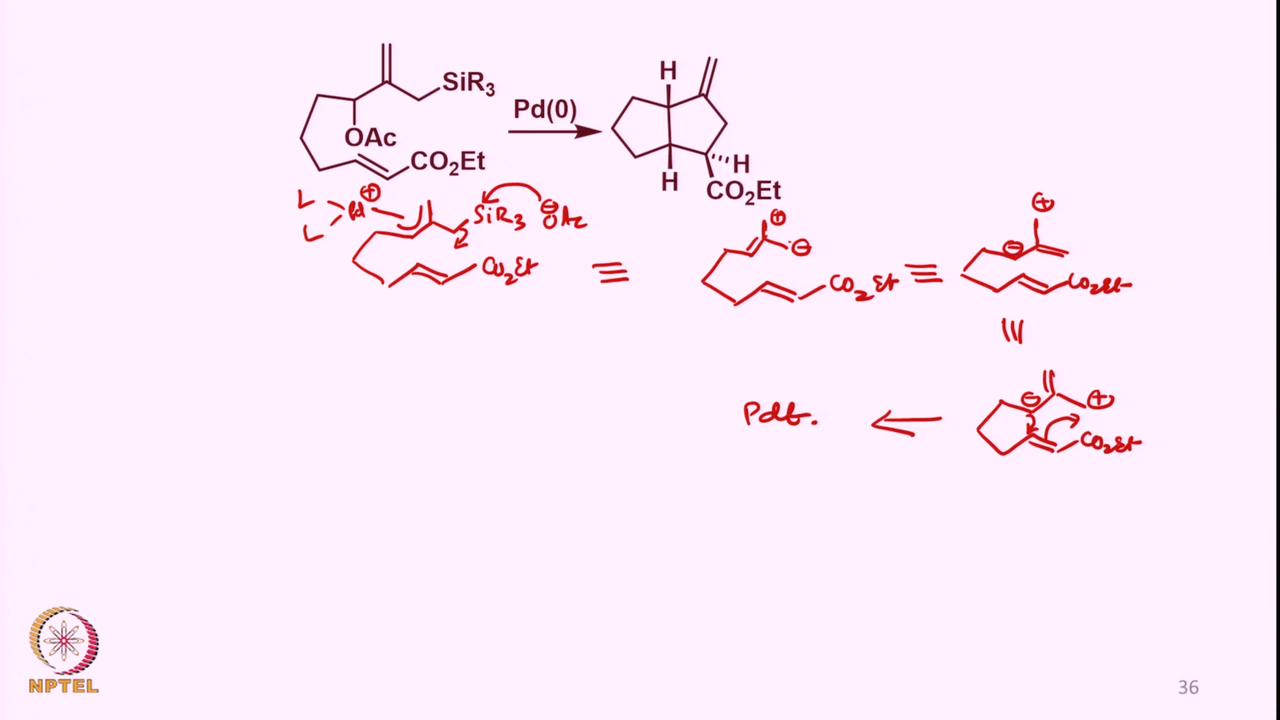 H
SiR3
Pd(0)
OAc
CO2Et
H
H
CO2Et
L
Pd ⊕
L
SiR3
⊖
OAc
CO2Et
≡
⊕
⊖
CO2Et
≡
⊕
⊖
CO2Et
≡
⊖
⊕
CO2Et
Pdt.
NPTEL
36